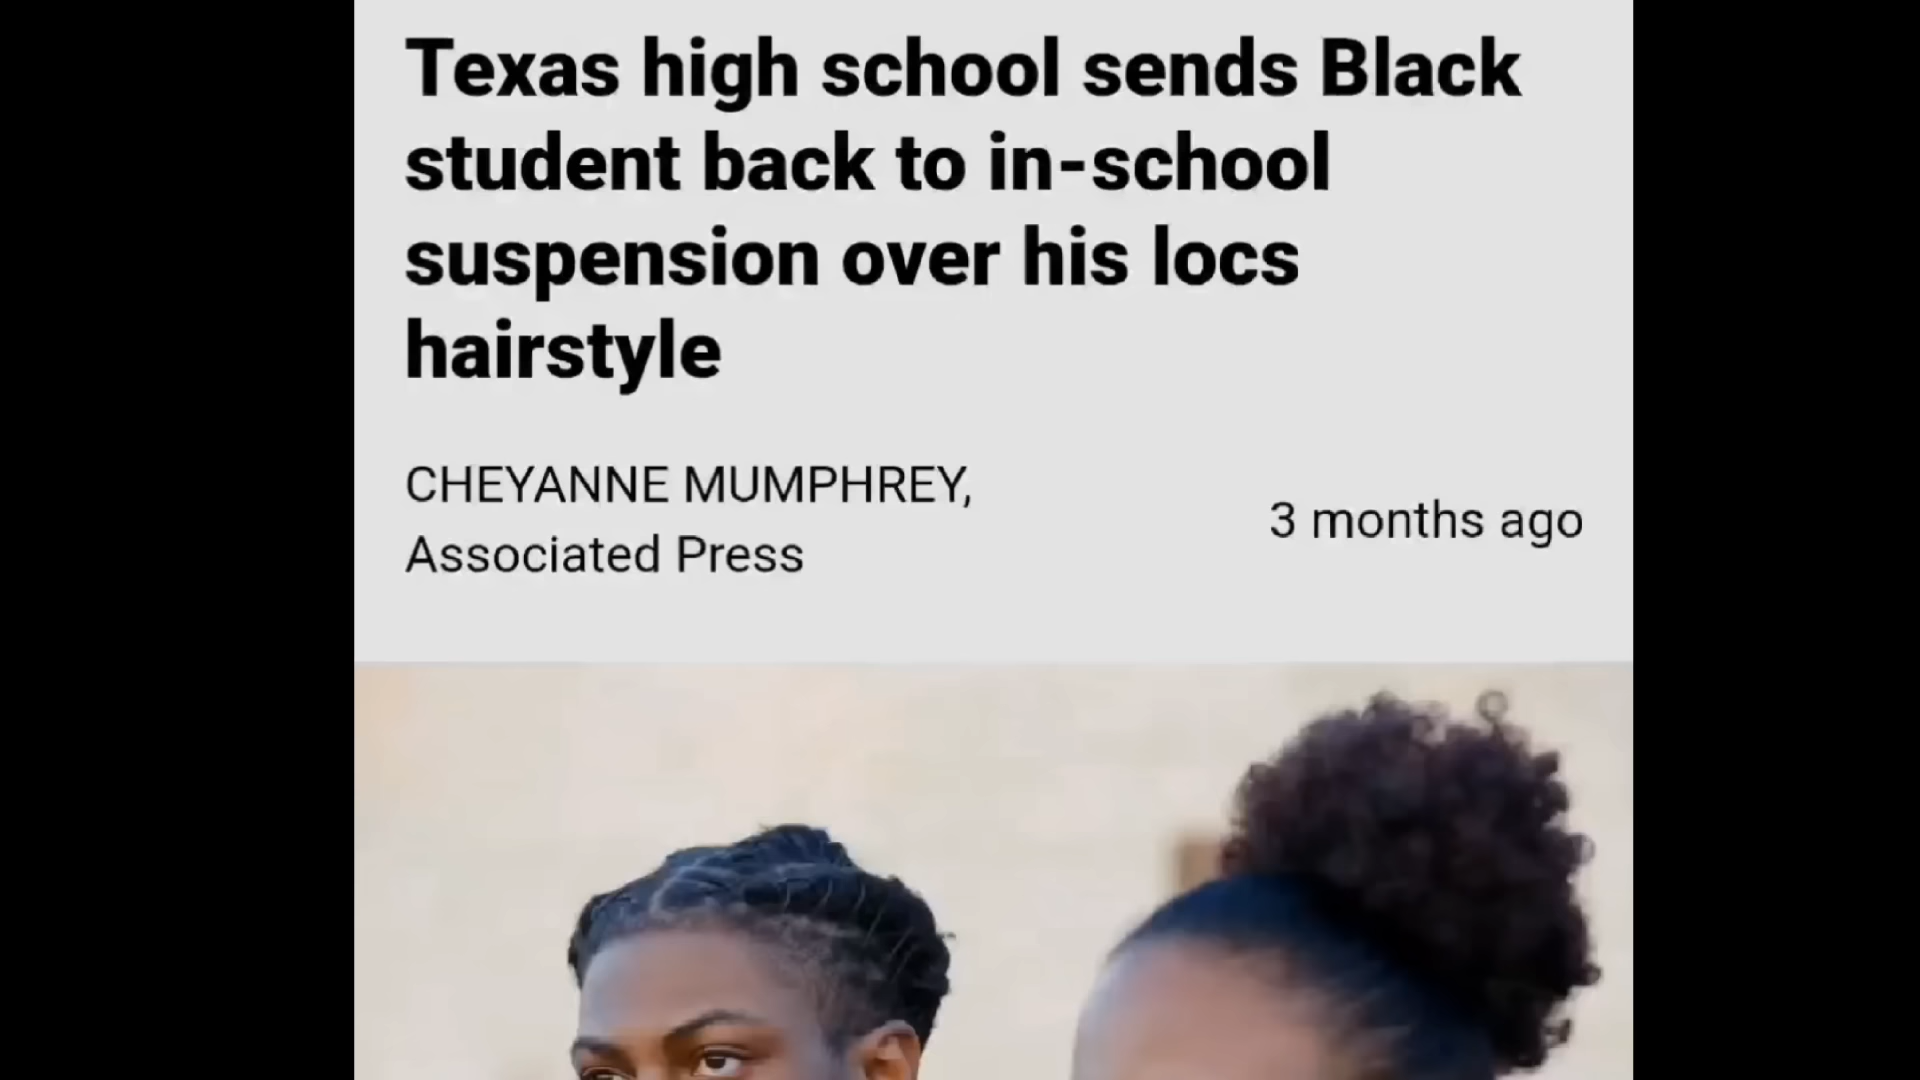 Texas high school sends Black
student back to in-school
suspension over his locs
hairstyle
CHEYANNE MUMPHREY,
Associated Press
3 months ago